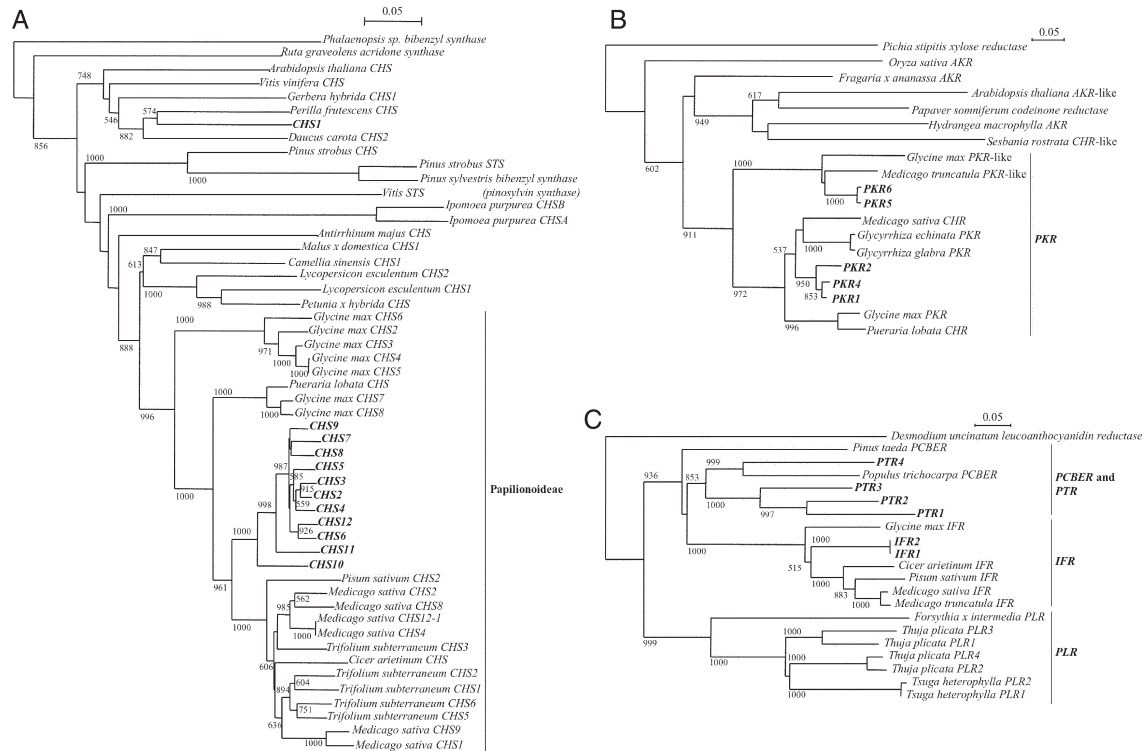 A
0.05
Phalaenopsis sp. bibenzyl synthase
Ruta graveolens acridone synthase
Arabidopsis thaliana CHS
748
Vitis vinifera CHS
Gerbera hybrida CHS1
546
574
Perilla frutescens CHS
CHS1
882
Daucus carota CHS2
856
Pinus strobus CHS
1000
Pinus strobus STS
1000
Pinus sylvestris bibenzyl synthase
Vitis STS
(pinosylvin synthase)
1000
Ipomoea purpurea CHSB
Ipomoea purpurea CHSA
Antirrhinum majus CHS
847
Malus x domestica CHS1
613
Camellia sinensis CHS1
Lycopersicon esculentum CHS2
1000
Lycopersicon esculentum CHS1
988
Petunia x hybrida CHS
888
1000
Glycine max CHS6
Glycine max CHS2
971
Glycine max CHS3
1000
Glycine max CHS4
1000
Glycine max CHS5
996
Pueraria lobata CHS
1000
Glycine max CHS7
1000
Glycine max CHS8
CHS9
CHS7
CHS8
987
CHS5
585
CHS3
915
CHS2
559
CHS4
998
CHS12
926
CHS6
1000
CHS11
1000
CHS10
961
Pisum sativum CHS2
Medicago sativa CHS2
562
985
Medicago sativa CHS8
Medicago sativa CHS12-1
1000
Medicago sativa CHS4
1000
Trifolium subterraneum CHS3
606
Cicer arietinum CHS
Trifolium subterraneum CHS2
604
894
Trifolium subterraneum CHS1
Trifolium subterraneum CHS6
751
Trifolium subterraneum CHS5
636
Medicago sativa CHS9
1000
Medicago sativa CHS1
Papilionoideae
B
0.05
Pichia stipitis xylose reductase
Oryza sativa AKR
Fragaria x ananassa AKR
Arabidopsis thaliana AKR-like
617
Papaver somniferum codeinone reductase
949
Hydrangea macrophylla AKR
Sesbania rostrata CHR-like
602
Glycine max PKR-like
1000
Medicago truncatula PKR-like
PKR6
1000
PKR5
911
Medicago sativa CHR
Glycyrrhiza echinata PKR
1000
537
Glycyrrhiza glabra PKR
PKR2
950
PKR4
853
PKR1
972
Glycine max PKR
996
Pueraria lobata CHR
PKR
C
0.05
Desmodium uncinatum leucoanthocyanidin reductase
Pinus taeda PCBER
999
PTR4
936
853
Populus trichocarpa PCBER
PTR3
1000
PTR2
997
PTR1
PCBER and
PTR
Glycine max IFR
1000
IFR2
IFR1
1000
515
Cicer arietinum IFR
1000
Pisum sativum IFR
883
Medicago sativa IFR
1000
Medicago truncatula IFR
IFR
Forsythia x intermedia PLR
999
1000
Thuja plicata PLR3
Thuja plicata PLR1
1000
1000
Thuja plicata PLR4
Thuja plicata PLR2
Tsuga heterophylla PLR2
1000
Tsuga heterophylla PLR1
PLR